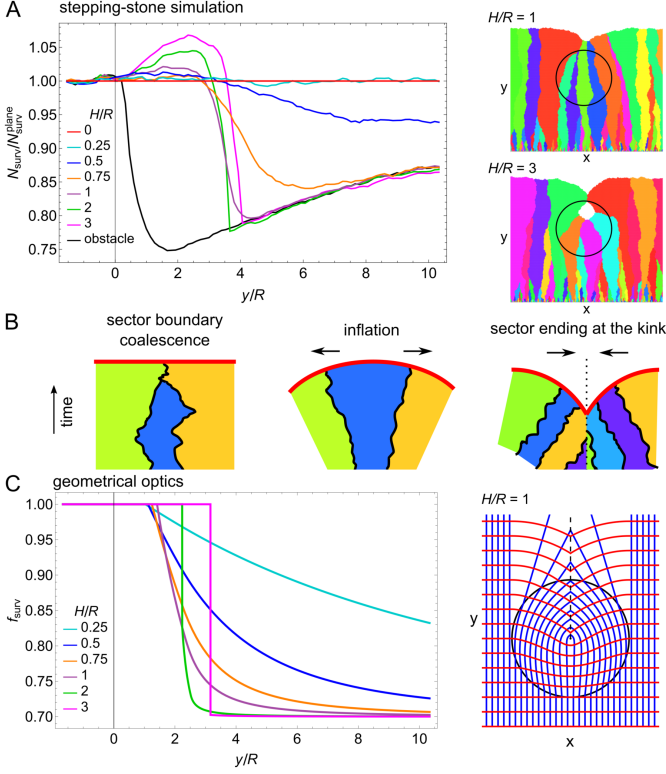 A
stepping-stone simulation
N_surv/N_surv^plane
1.05
1.00
0.95
0.90
0.85
0.80
0.75
H/R
0
0.25
0.5
0.75
1
2
3
obstacle
0
2
4
6
8
10
y/R
H/R = 1
y
x
H/R = 3
y
x
B
sector boundary
coalescence
inflation
sector ending at the kink
time
C
geometrical optics
f_surv
1.00
0.95
0.90
0.85
0.80
0.75
0.70
H/R
0.25
0.5
0.75
1
2
3
0
2
4
6
8
10
y/R
H/R = 1
y
x